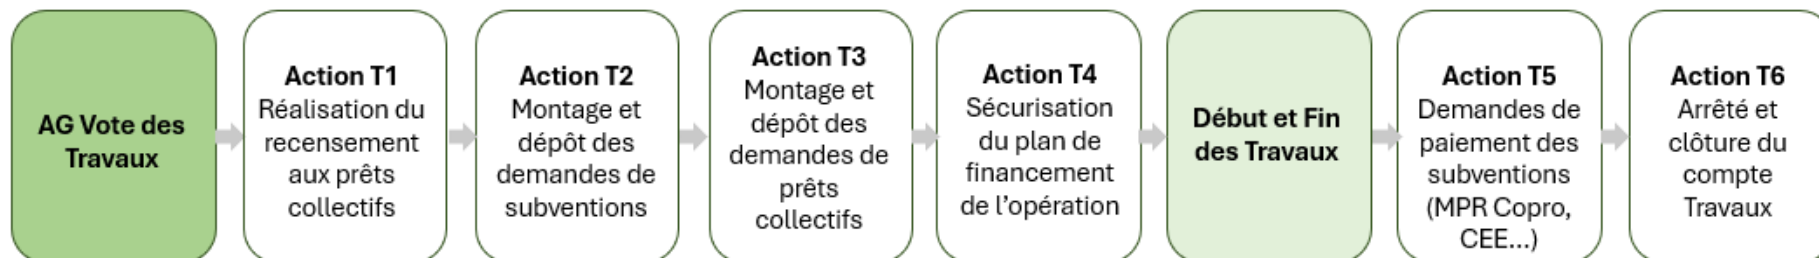 AG Vote des
Travaux
Action T1
Réalisation du
recensement
aux prêts
collectifs
Action T2
Montage et
dépôt des
demandes de
subventions
Action T3
Montage et
dépôt des
demandes de
prêts
collectifs
Action T4
Sécurisation
du plan de
financement
de l’opération
Début et Fin
des Travaux
Action T5
Demandes de
paiement des
subventions
(MPR Copro,
CEE...)
Action T6
Arrêté et
clôture du
compte
Travaux